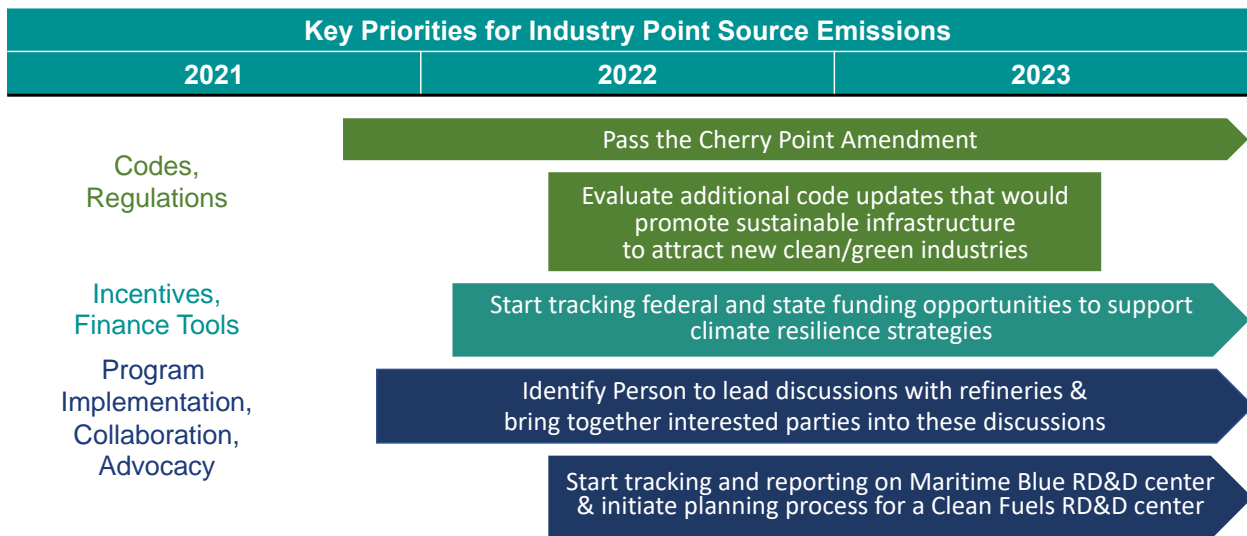 Key Priorities for Industry Point Source Emissions
2021 2022 2023
Codes,
Regulations
Pass the Cherry Point Amendment
Evaluate additional code updates that would
promote sustainable infrastructure
to attract new clean/green industries
Incentives,
Finance Tools
Start tracking federal and state funding opportunities to support
climate resilience strategies
Program
Implementation,
Collaboration,
Advocacy
Identify Person to lead discussions with refineries &
bring together interested parties into these discussions
Start tracking and reporting on Maritime Blue RD&D center
& initiate planning process for a Clean Fuels RD&D center